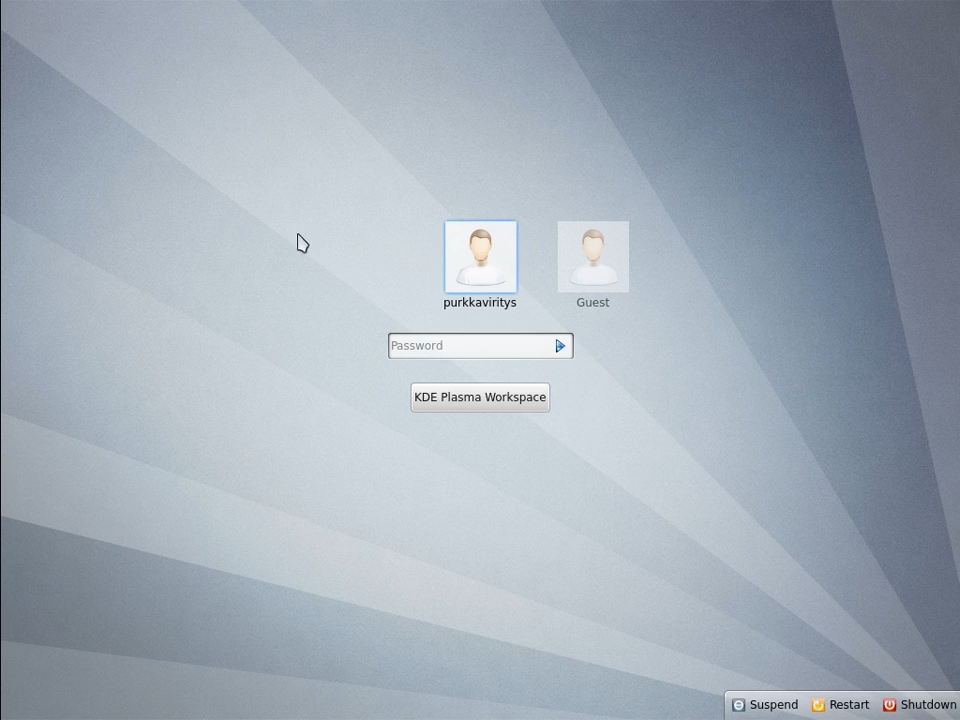 purkkaviritys
Guest
Password
KDE Plasma Workspace
Suspend Restart Shutdown